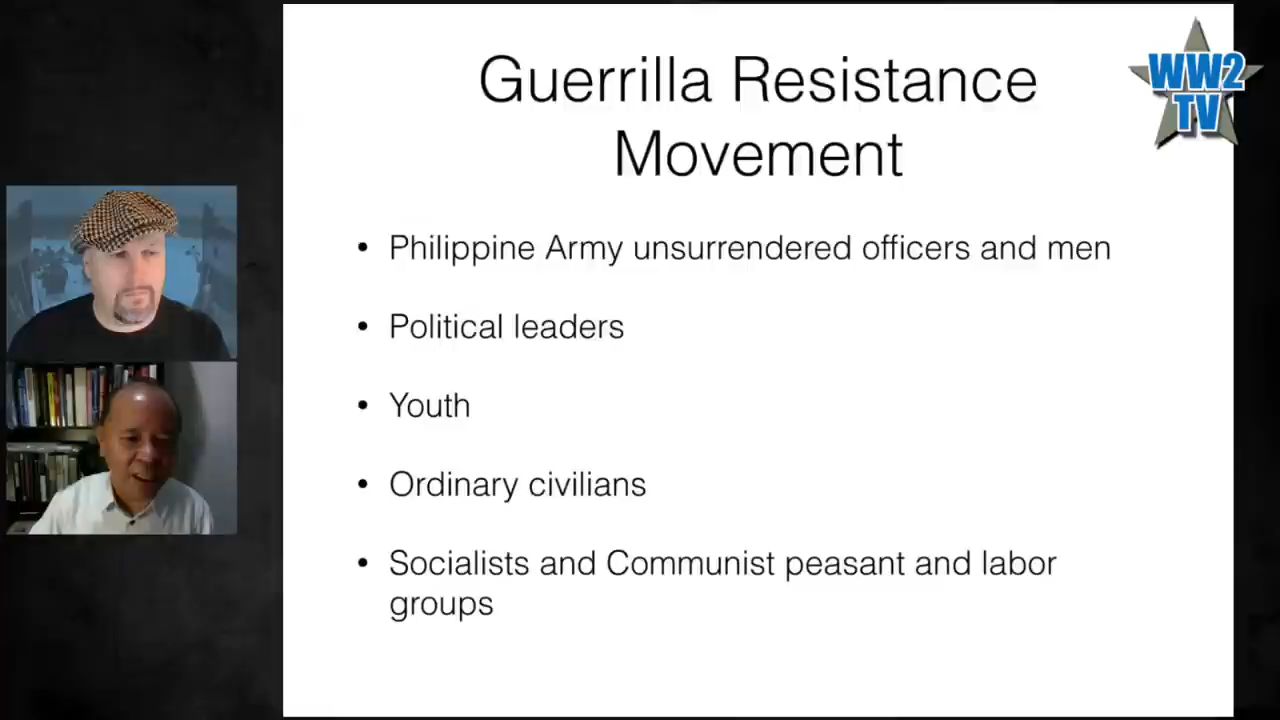 Guerrilla Resistance
Movement
WW2
TV
• Philippine Army unsurrendered officers and men
• Political leaders
• Youth
• Ordinary civilians
• Socialists and Communist peasant and labor
groups